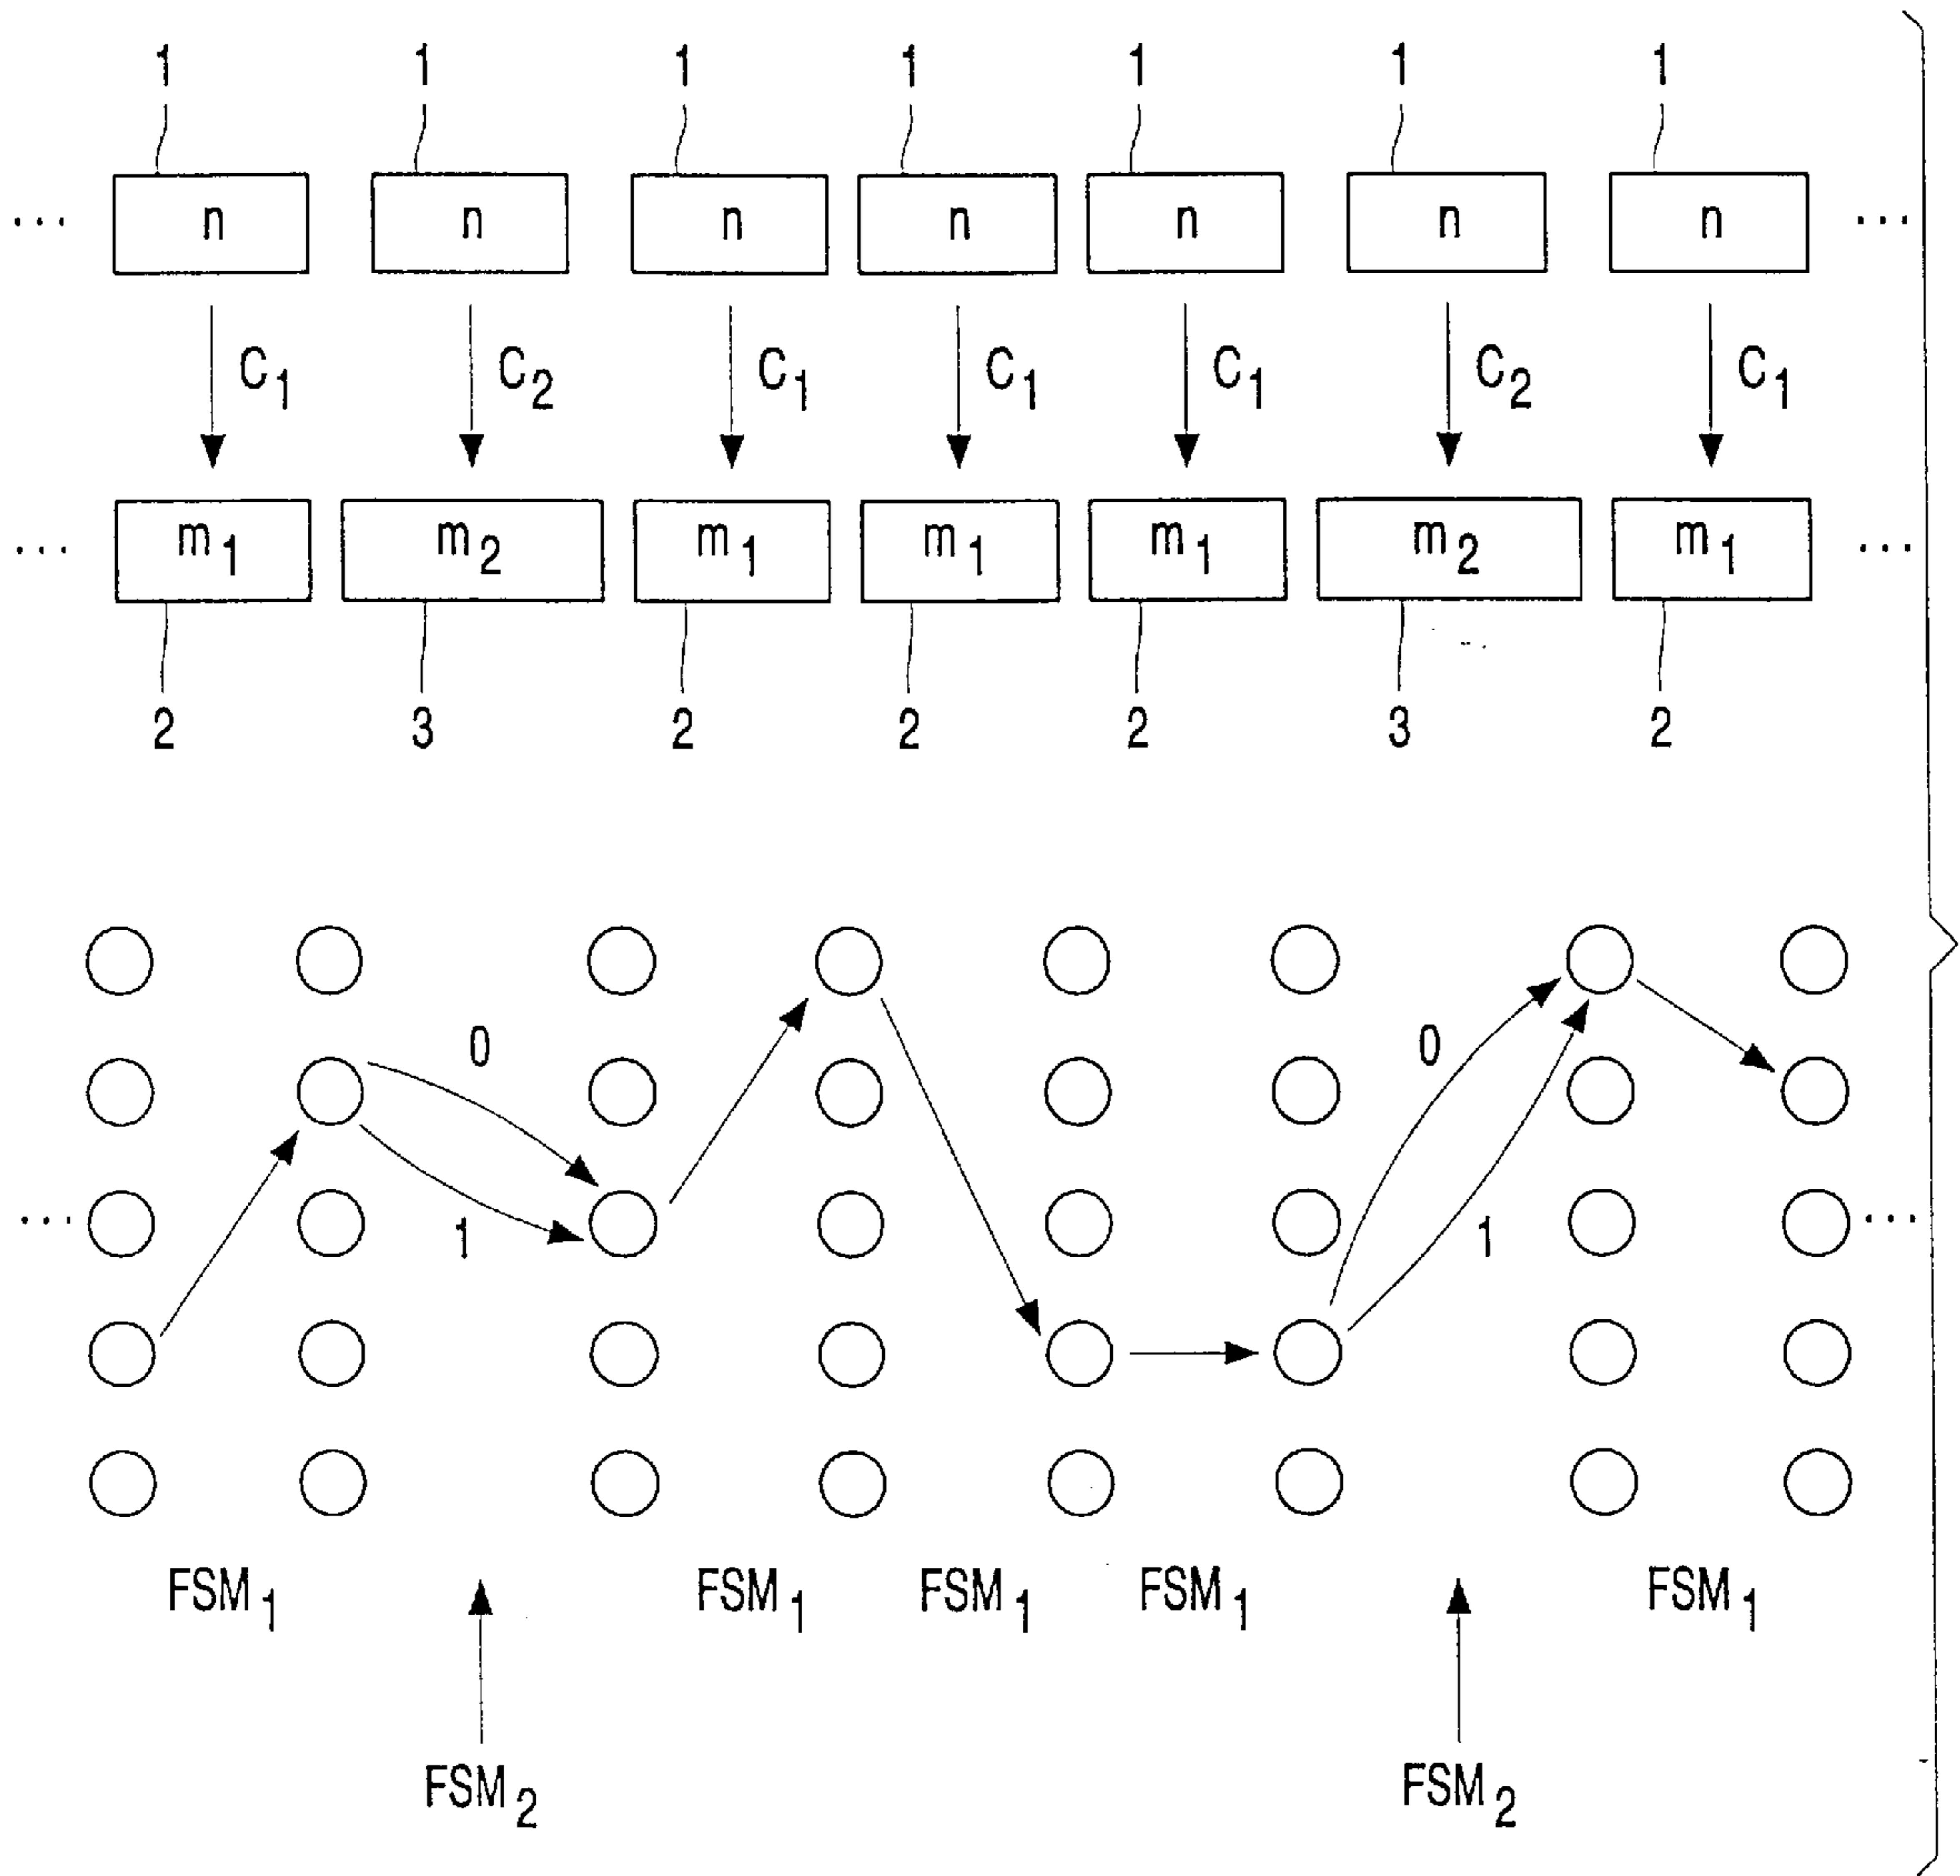 1 1 1 1 1 1 1
... n n n n n n n ...
C1 C2 C1 C1 C1 C2 C1
... m1 m2 m1 m1 m1 m2 m1 ...
2 3 2 2 2 3 2
0 0
... 1 1 ...
FSM1 FSM1 FSM1 FSM1 FSM1
FSM2 FSM2